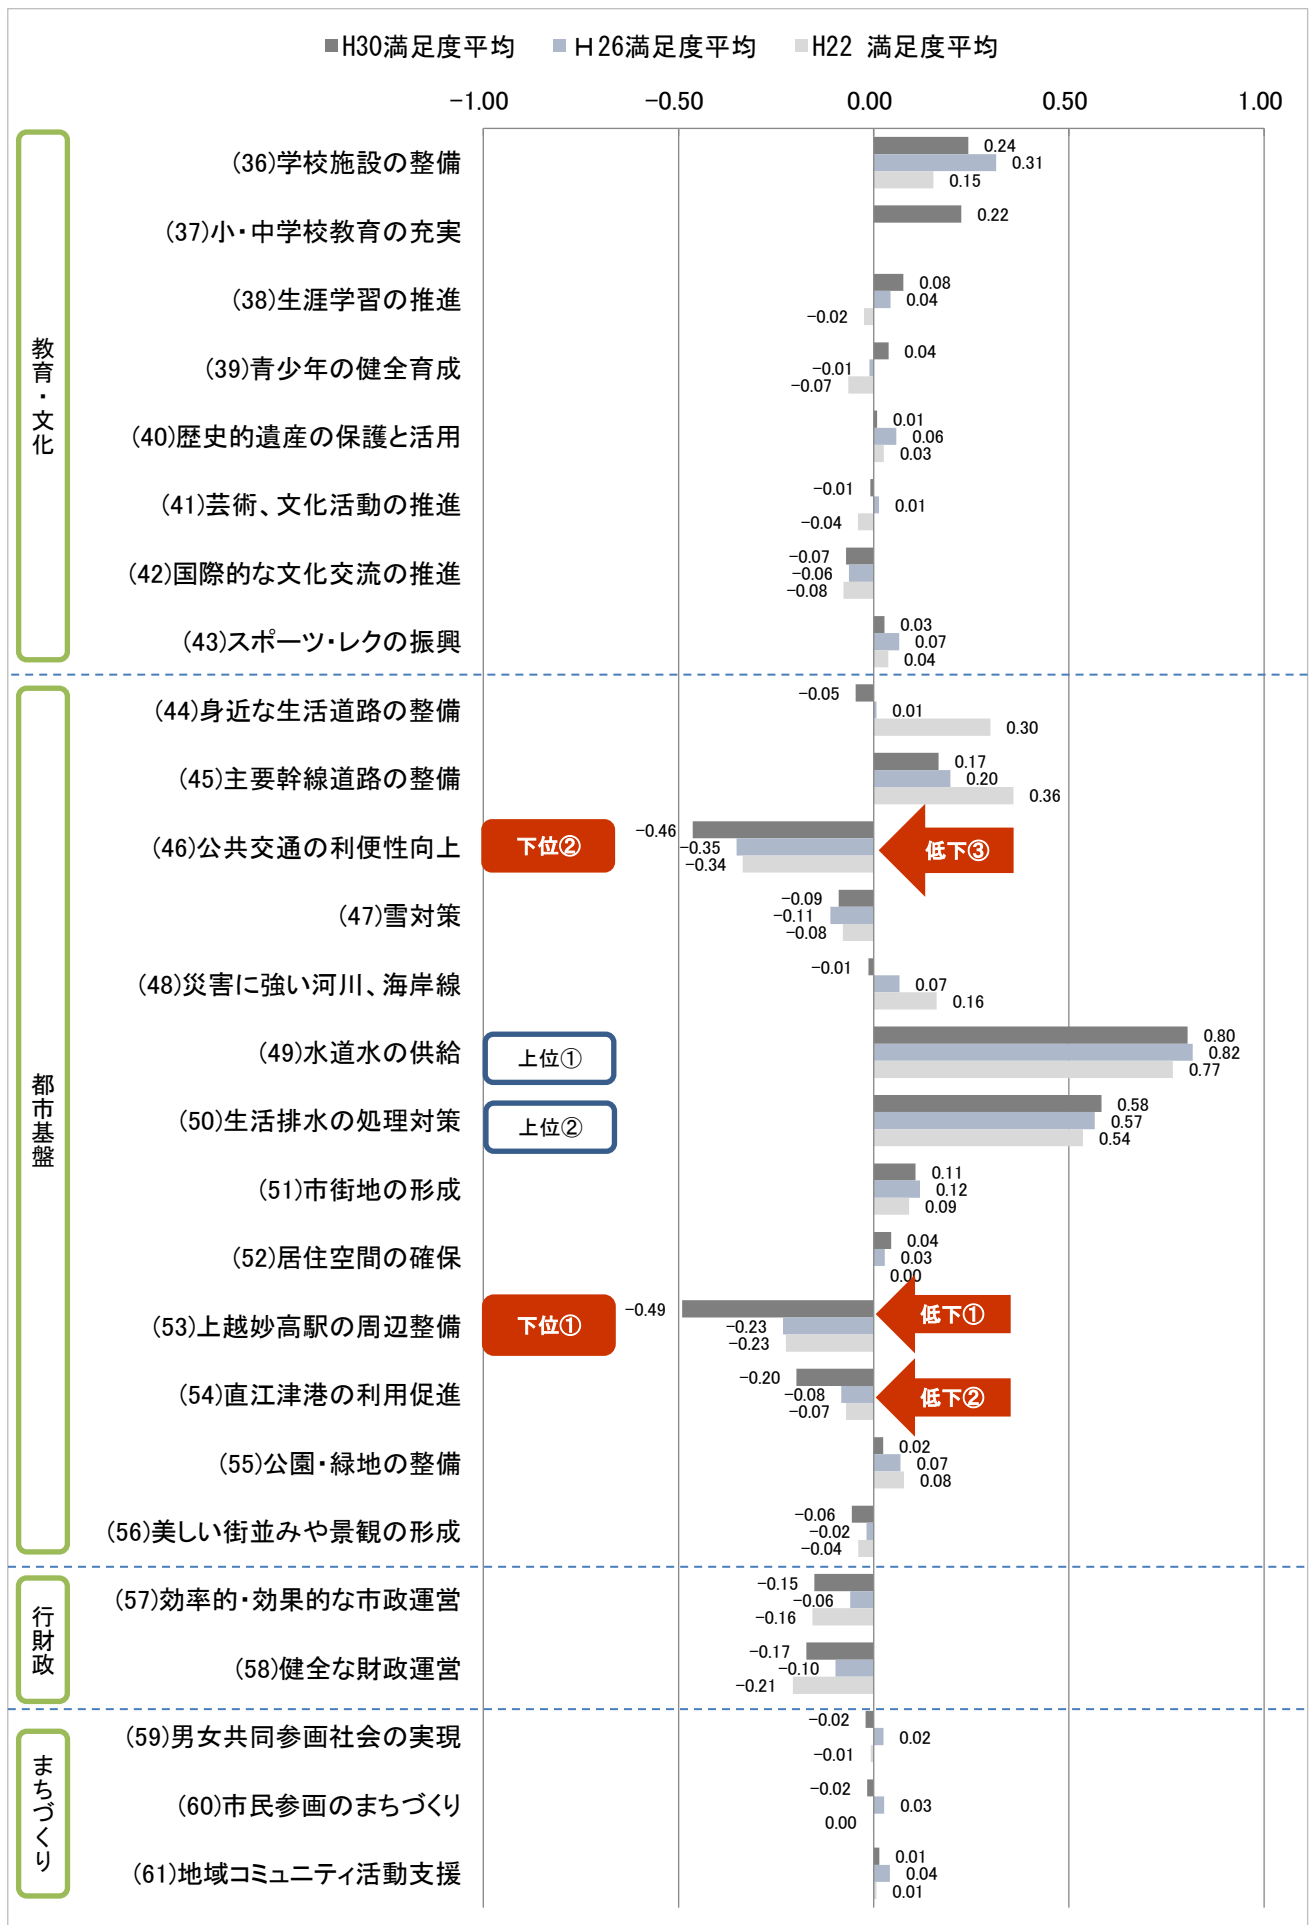 H30満足度平均 H26満足度平均 H22 満足度平均
-1.00 -0.50 0.00 0.50 1.00
教育・文化
(36)学校施設の整備 0.24 0.31 0.15
(37)小・中学校教育の充実 0.22
(38)生涯学習の推進 0.08 0.04 -0.02
(39)青少年の健全育成 0.04 -0.01 -0.07
(40)歴史的遺産の保護と活用 0.01 0.06 0.03
(41)芸術、文化活動の推進 -0.01 0.01 -0.04
(42)国際的な文化交流の推進 -0.07 -0.06 -0.08
(43)スポーツ・レクの振興 0.03 0.07 0.04
都市基盤
(44)身近な生活道路の整備 -0.05 0.01 0.30
(45)主要幹線道路の整備 0.17 0.20 0.36
(46)公共交通の利便性向上 下位② -0.46 -0.35 -0.34 低下③
(47)雪対策 -0.09 -0.11 -0.08
(48)災害に強い河川、海岸線 -0.01 0.07 0.16
(49)水道水の供給 上位① 0.80 0.82 0.77
(50)生活排水の処理対策 上位② 0.58 0.57 0.54
(51)市街地の形成 0.11 0.12 0.09
(52)居住空間の確保 0.04 0.03 0.00
(53)上越妙高駅の周辺整備 下位① -0.49 -0.23 -0.23 低下①
(54)直江津港の利用促進 -0.20 -0.08 -0.07 低下②
(55)公園・緑地の整備 0.02 0.07 0.08
(56)美しい街並みや景観の形成 -0.06 -0.02 -0.04
行財政
(57)効率的・効果的な市政運営 -0.15 -0.06 -0.16
(58)健全な財政運営 -0.17 -0.10 -0.21
まちづくり
(59)男女共同参画社会の実現 -0.02 0.02 -0.01
(60)市民参画のまちづくり -0.02 0.03 0.00
(61)地域コミュニティ活動支援 0.01 0.04 0.01